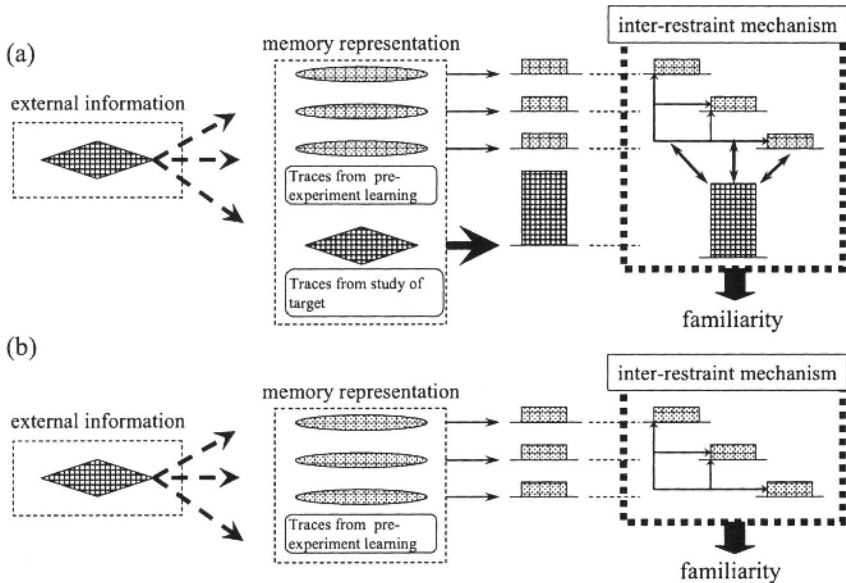 inter-restraint mechanism
(a)
memory representation
external information
Traces from pre-
experiment learning
Traces from study of
target
familiarity
(b)
inter-restraint mechanism
memory representation
external information
Traces from pre-
experiment learning
familiarity